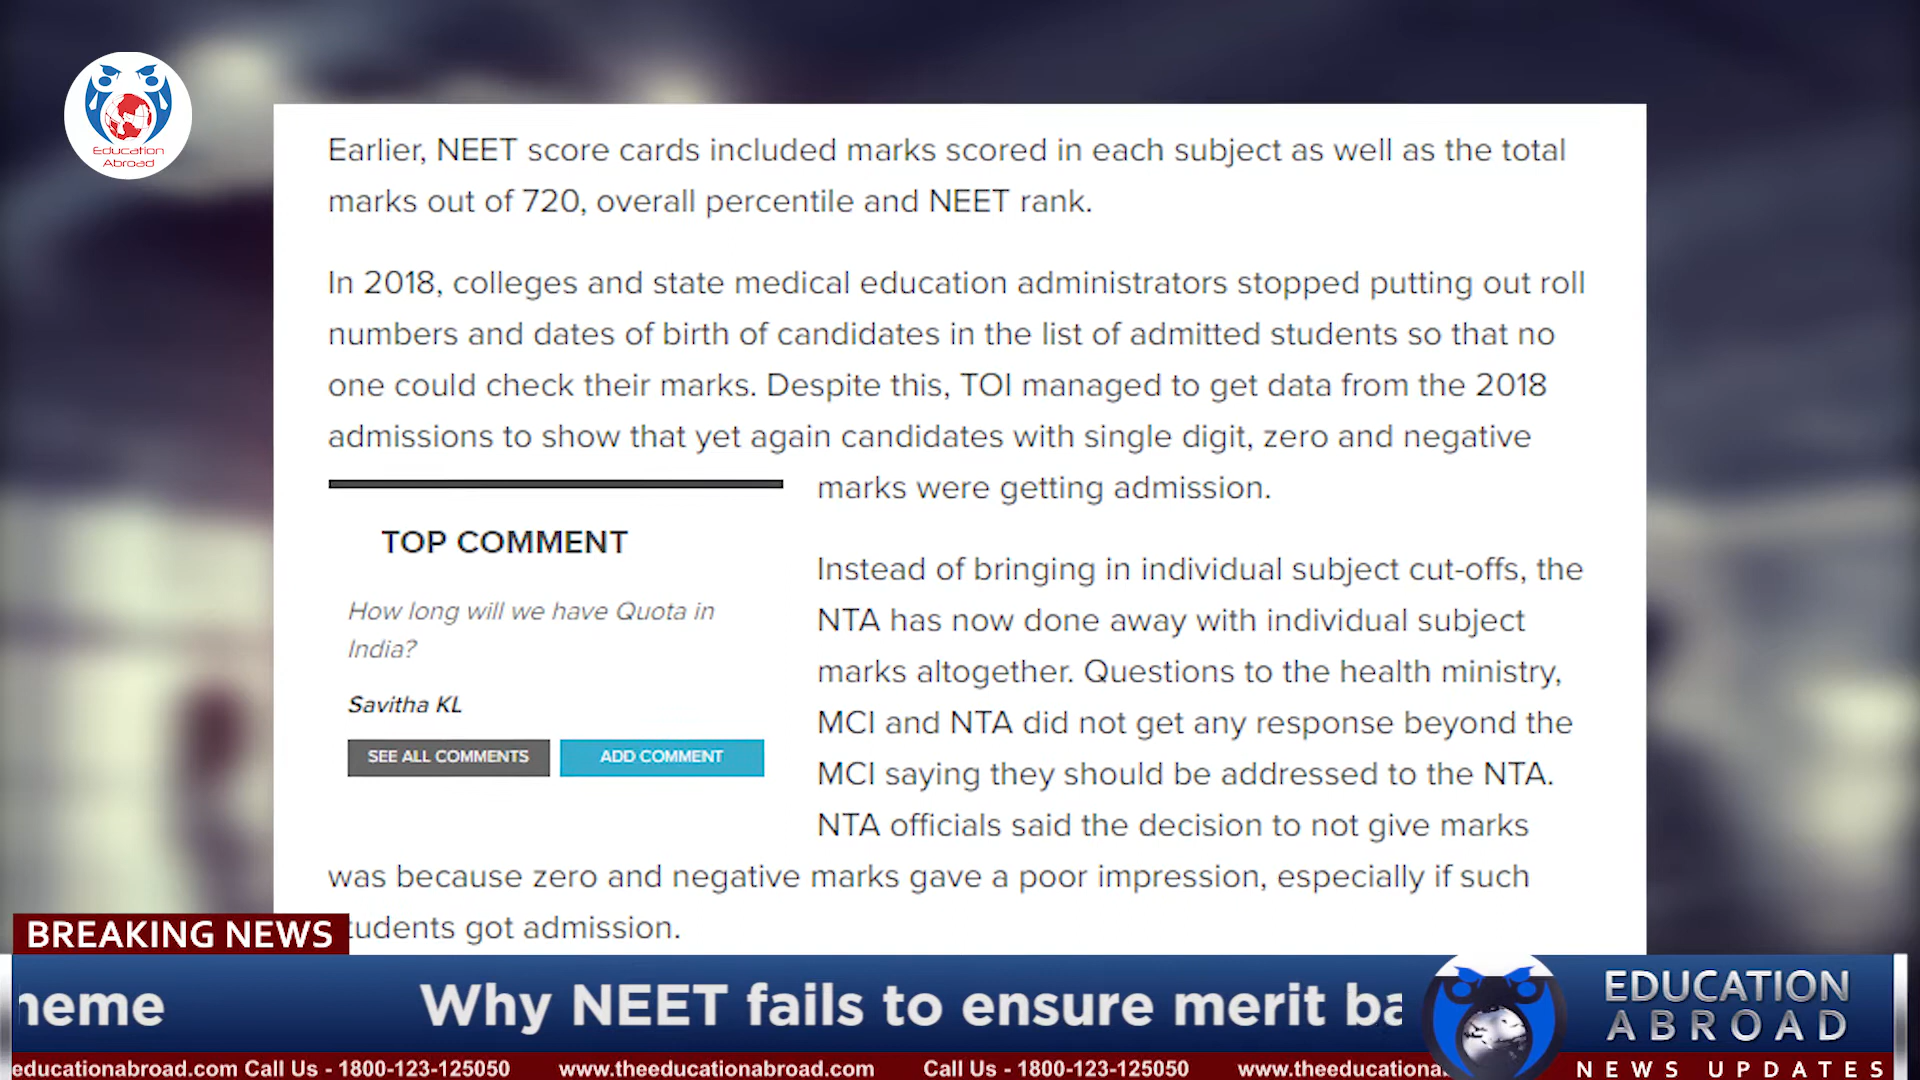 Education
Abroad
Earlier, NEET score cards included marks scored in each subject as well as the total
marks out of 720, overall percentile and NEET rank.
In 2018, colleges and state medical education administrators stopped putting out roll
numbers and dates of birth of candidates in the list of admitted students so that no
one could check their marks. Despite this, TOI managed to get data from the 2018
admissions to show that yet again candidates with single digit, zero and negative
marks were getting admission.
TOP COMMENT
How long will we have Quota in
India?
Savitha KL
SEE ALL COMMENTS
ADD COMMENT
Instead of bringing in individual subject cut-offs, the
NTA has now done away with individual subject
marks altogether. Questions to the health ministry,
MCI and NTA did not get any response beyond the
MCI saying they should be addressed to the NTA.
NTA officials said the decision to not give marks
was because zero and negative marks gave a poor impression, especially if such
tudents got admission.
BREAKING NEWS
heme Why NEET fails to ensure merit ba
EDUCATION
ABROAD
educationabroad.com Call Us - 1800-123-125050 www.theeducationabroad.com Call Us - 1800-123-125050 www.theeducationa
NEWS UPDATES